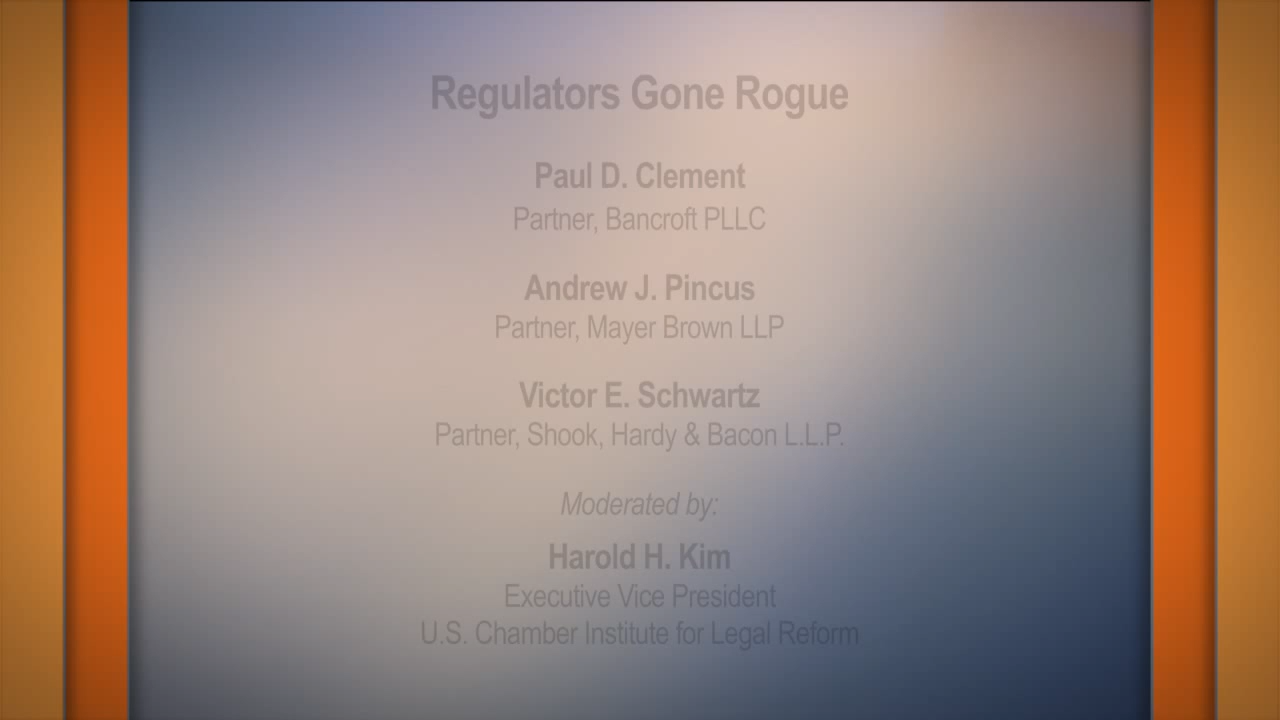 Regulators Gone Rogue
Paul D. Clement
Partner, Bancroft PLLC
Andrew J. Pincus
Partner, Mayer Brown LLP
Victor E. Schwartz
Partner, Shook, Hardy & Bacon L.L.P.
Moderated by:
Harold H. Kim
Executive Vice President
U.S. Chamber Institute for Legal Reform